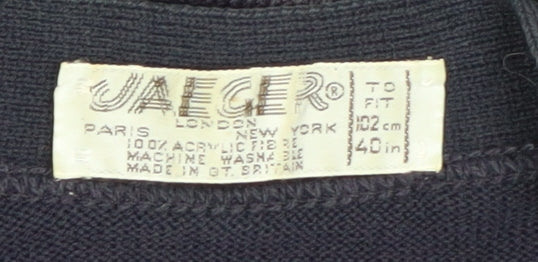 JAEGER®
LONDON
PARIS NEW YORK
100% ACRYLIC FIBRE
MACHINE WASHABLE
MADE IN GT. BRITAIN
TO
FIT
102 cm
40 in